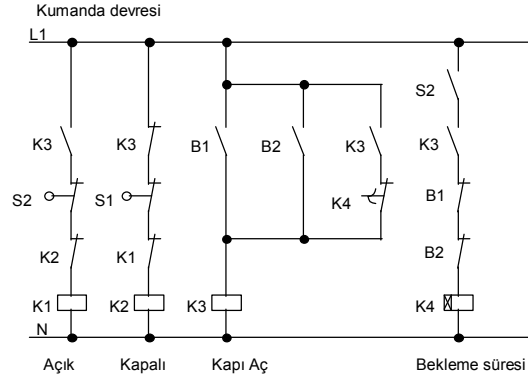 Kumanda devresi
L1
S2
K3 K3 B1 B2 K3 K3
S2 S1 K4 B1
K2 K1 B2
K1 K2 K3 K4
N
Açık Kapalı Kapı Aç Bekleme süresi